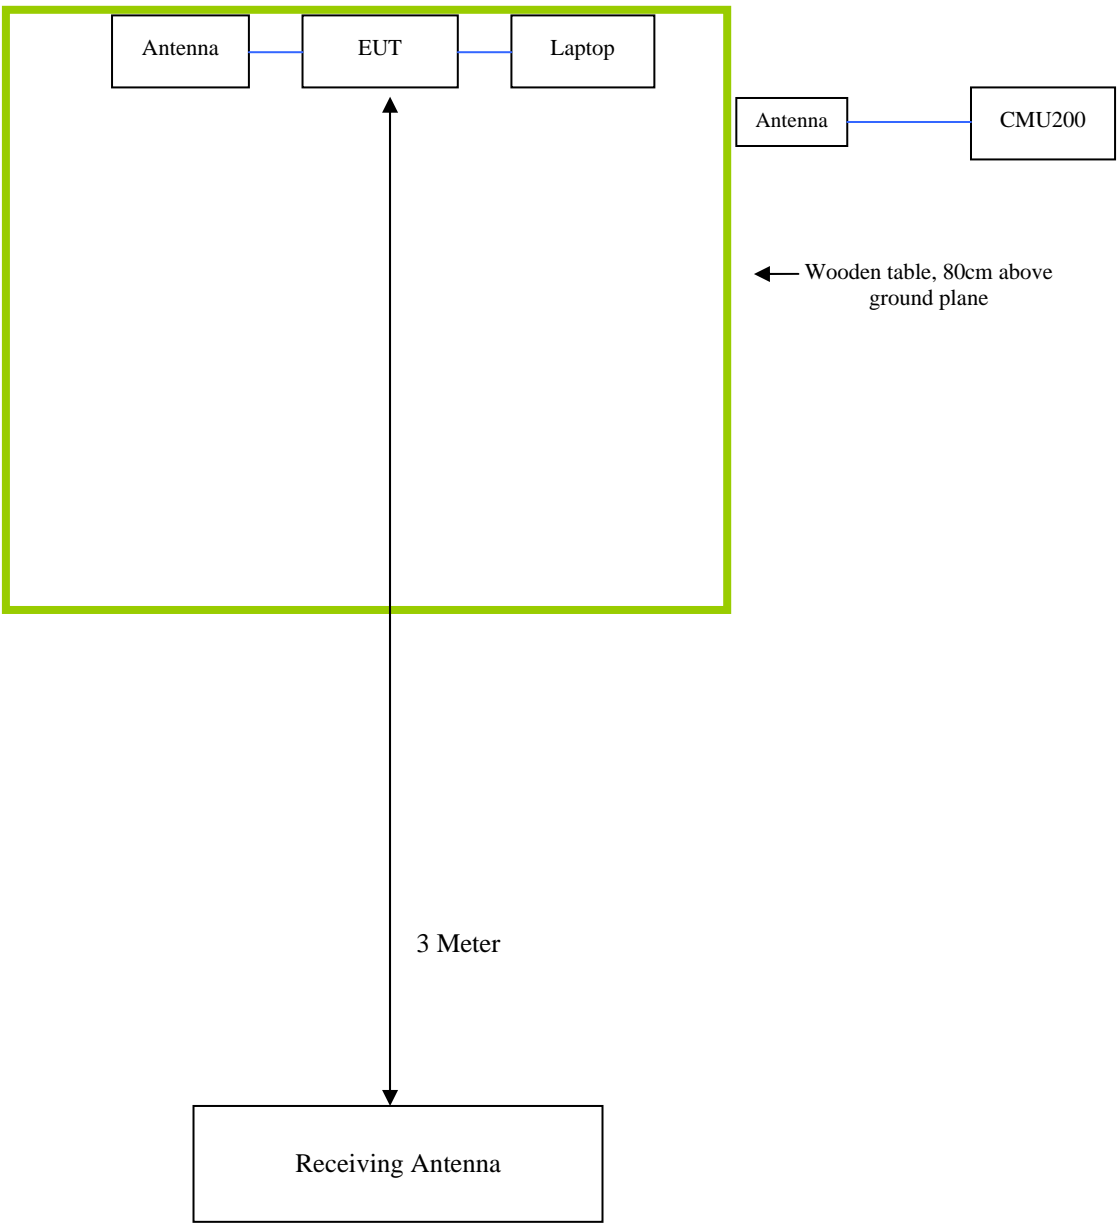 Antenna
EUT
Laptop
Antenna
CMU200
Wooden table, 80cm above
ground plane
3 Meter
Receiving Antenna